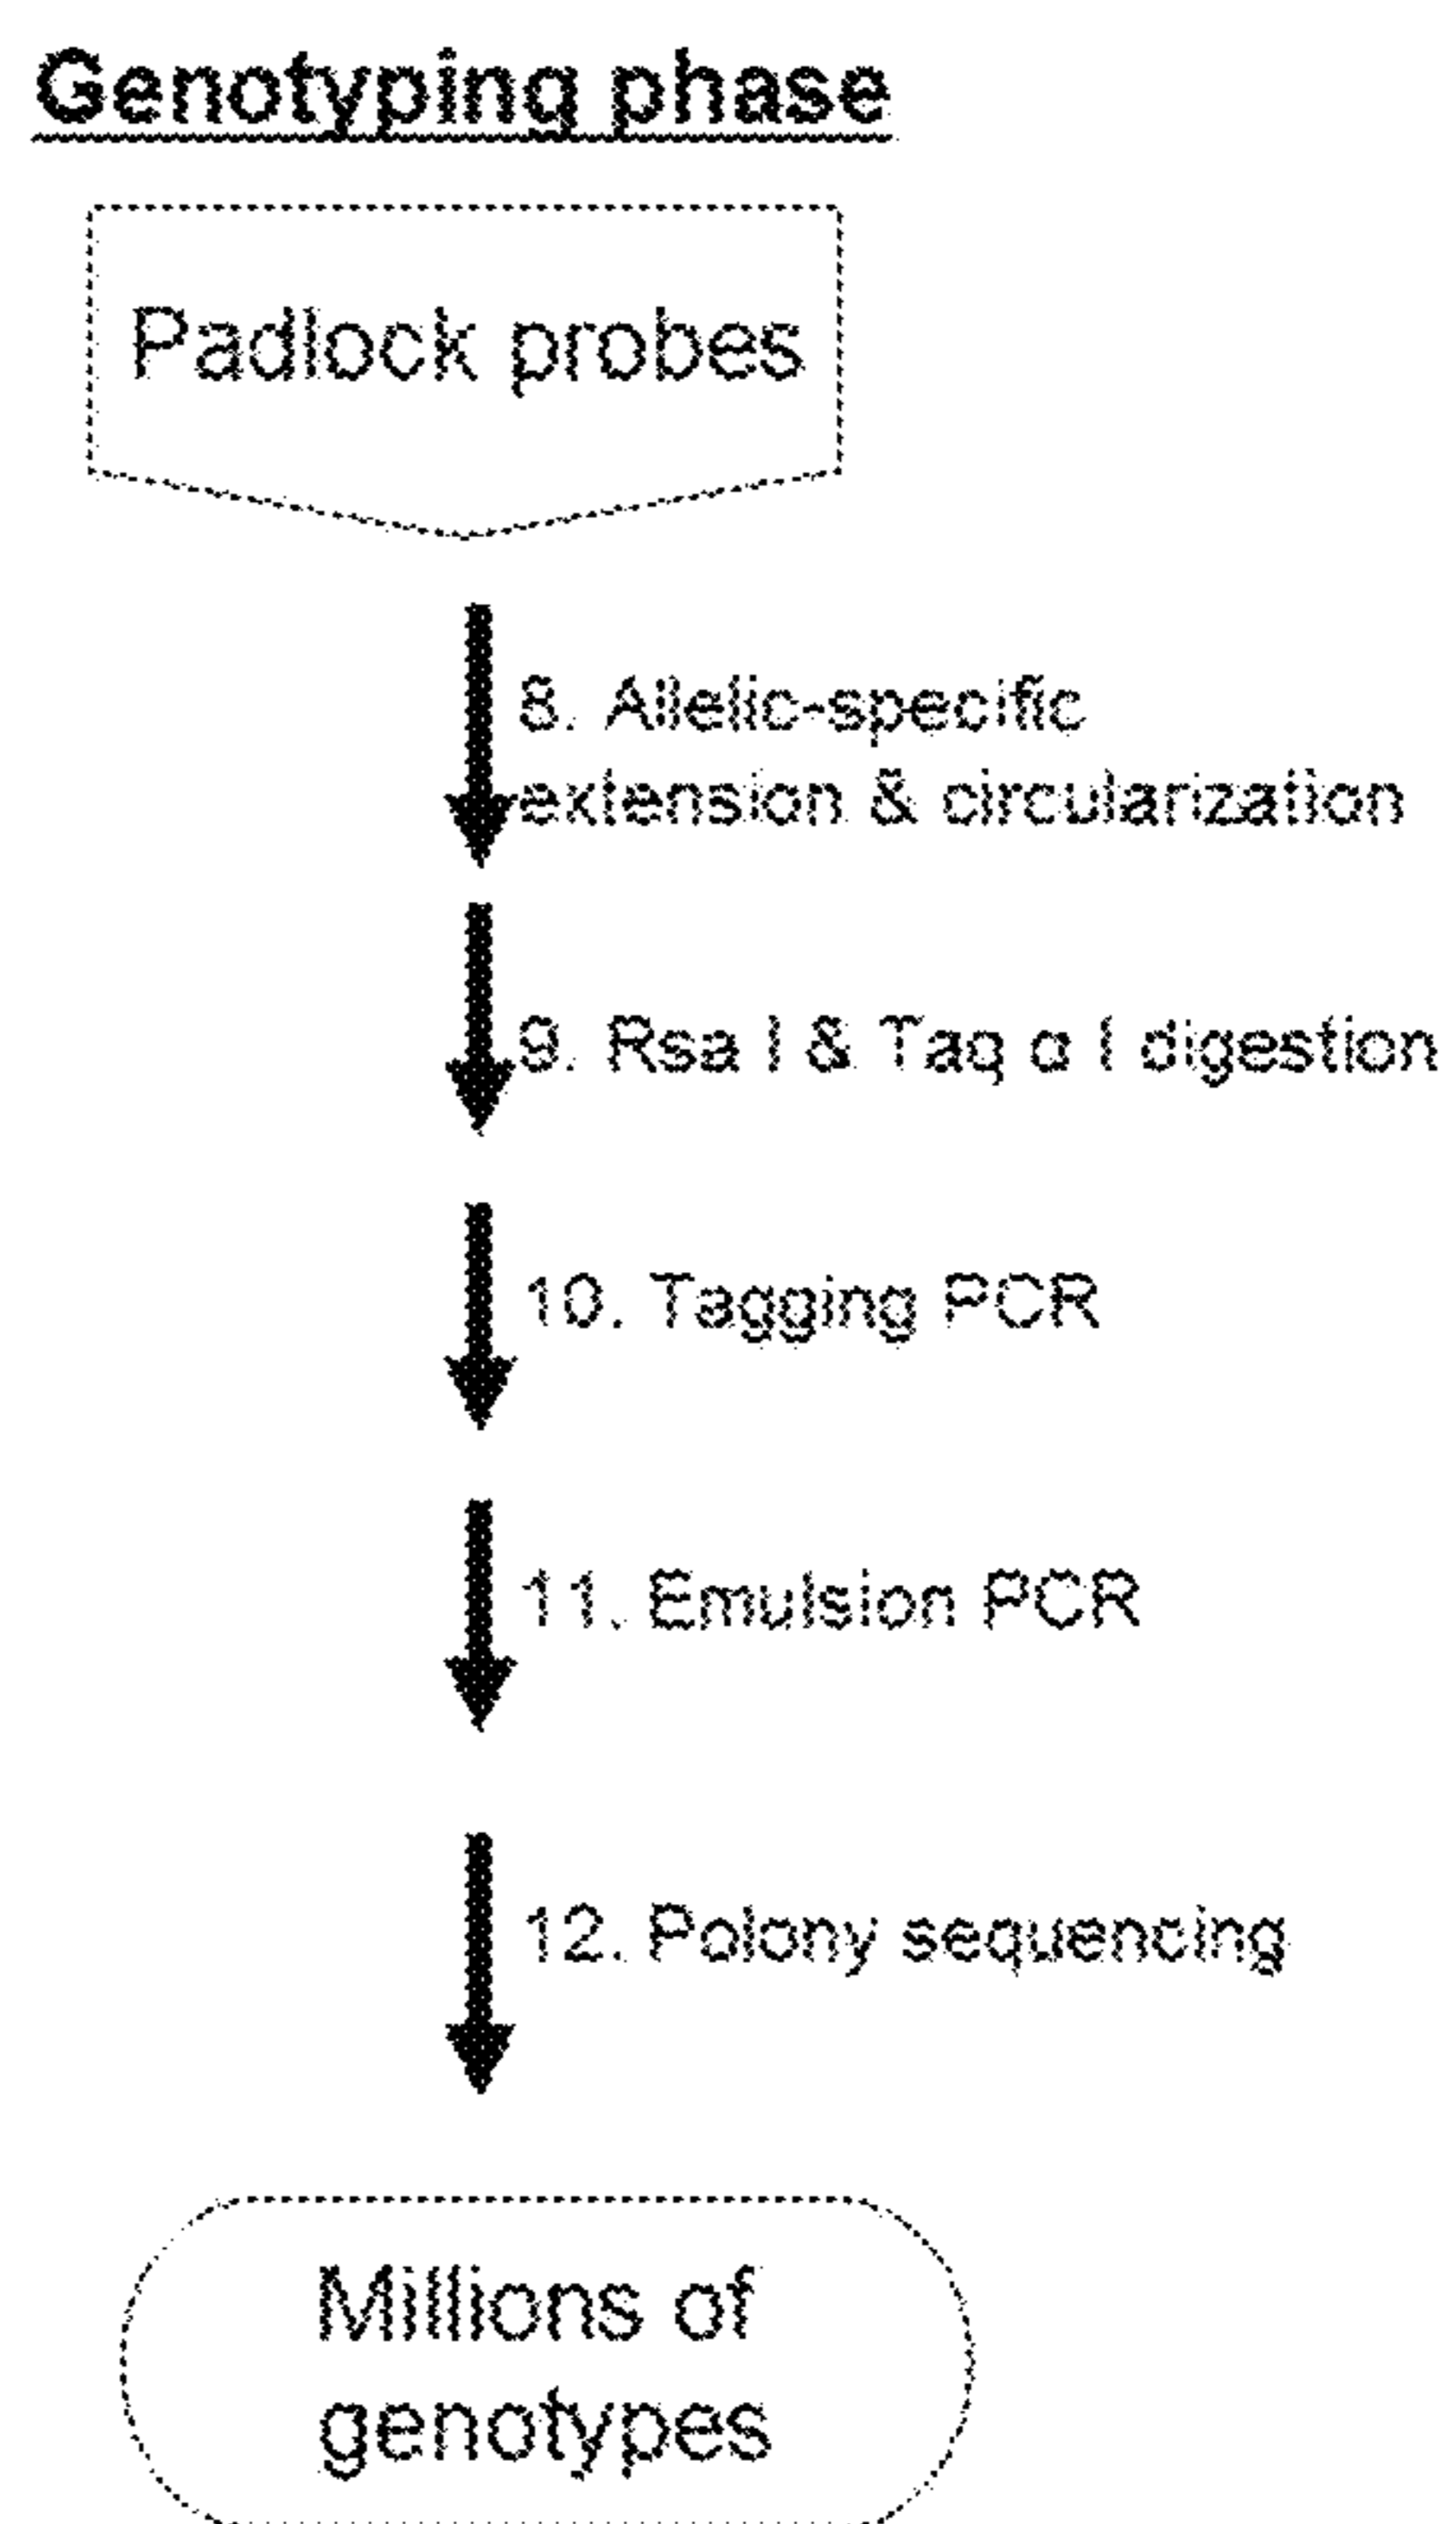 Genotyping phase
Padlock probes
8. Allelic-specific
extension & circularization
9. Rsa I & Taq α I digestion
10. Tagging PCR
11. Emulsion PCR
12. Polony sequencing
Millions of
genotypes